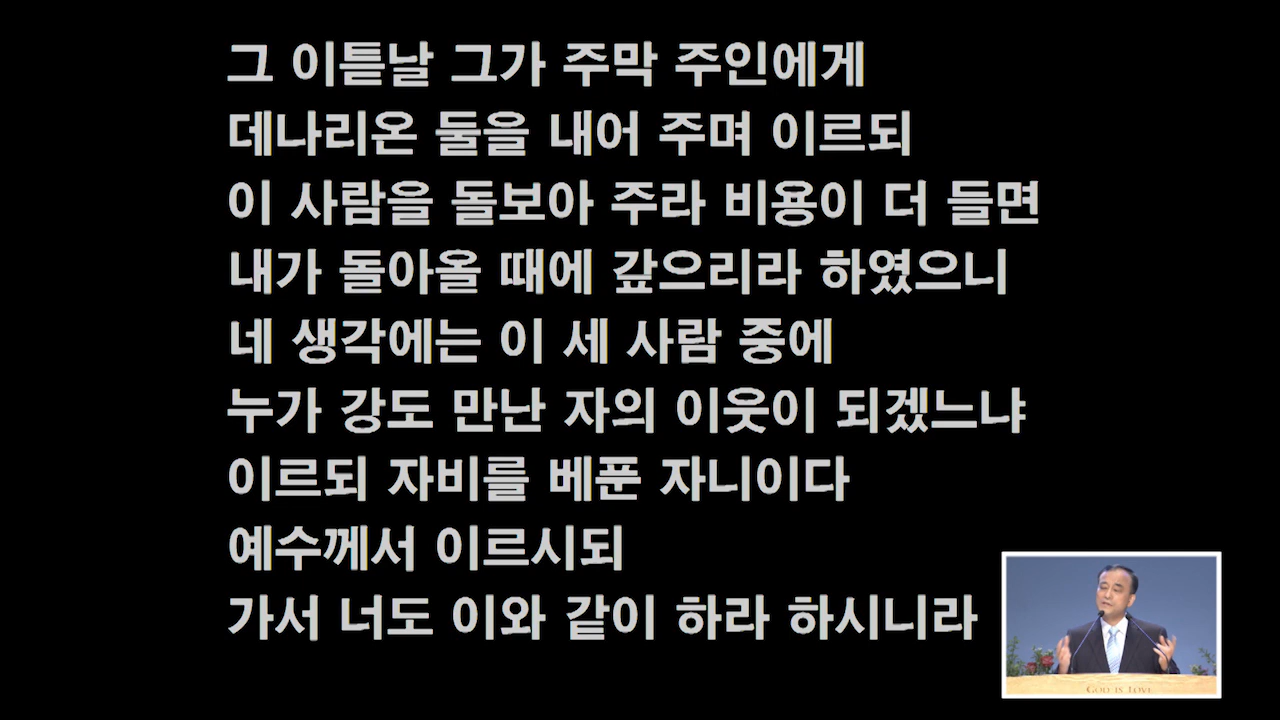 그 이튿날 그가 주막 주인에게
데나리온 둘을 내어 주며 이르되
이 사람을 돌보아 주라 비용이 더 들면
내가 돌아올 때에 갚으리라 하였으니
네 생각에는 이 세 사람 중에
누가 강도 만난 자의 이웃이 되겠느냐
이르되 자비를 베푼 자니이다
예수께서 이르시되
가서 너도 이와 같이 하라 하시니라
GOD IS LOVE